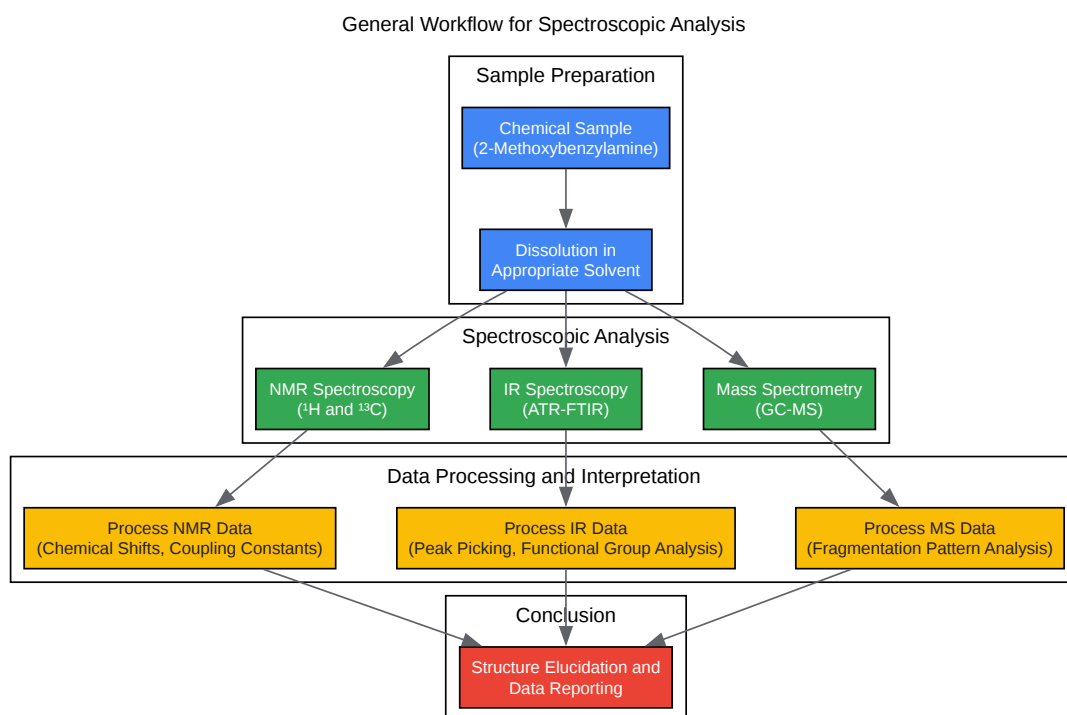 General Workflow for Spectroscopic Analysis
Sample Preparation
Chemical Sample
(2-Methoxybenzylamine)
Dissolution in
Appropriate Solvent
Spectroscopic Analysis
NMR Spectroscopy
(¹H and ¹³C)
IR Spectroscopy
(ATR-FTIR)
Mass Spectrometry
(GC-MS)
Data Processing and Interpretation
Process NMR Data
(Chemical Shifts, Coupling Constants)
Process IR Data
(Peak Picking, Functional Group Analysis)
Process MS Data
(Fragmentation Pattern Analysis)
Conclusion
Structure Elucidation and
Data Reporting